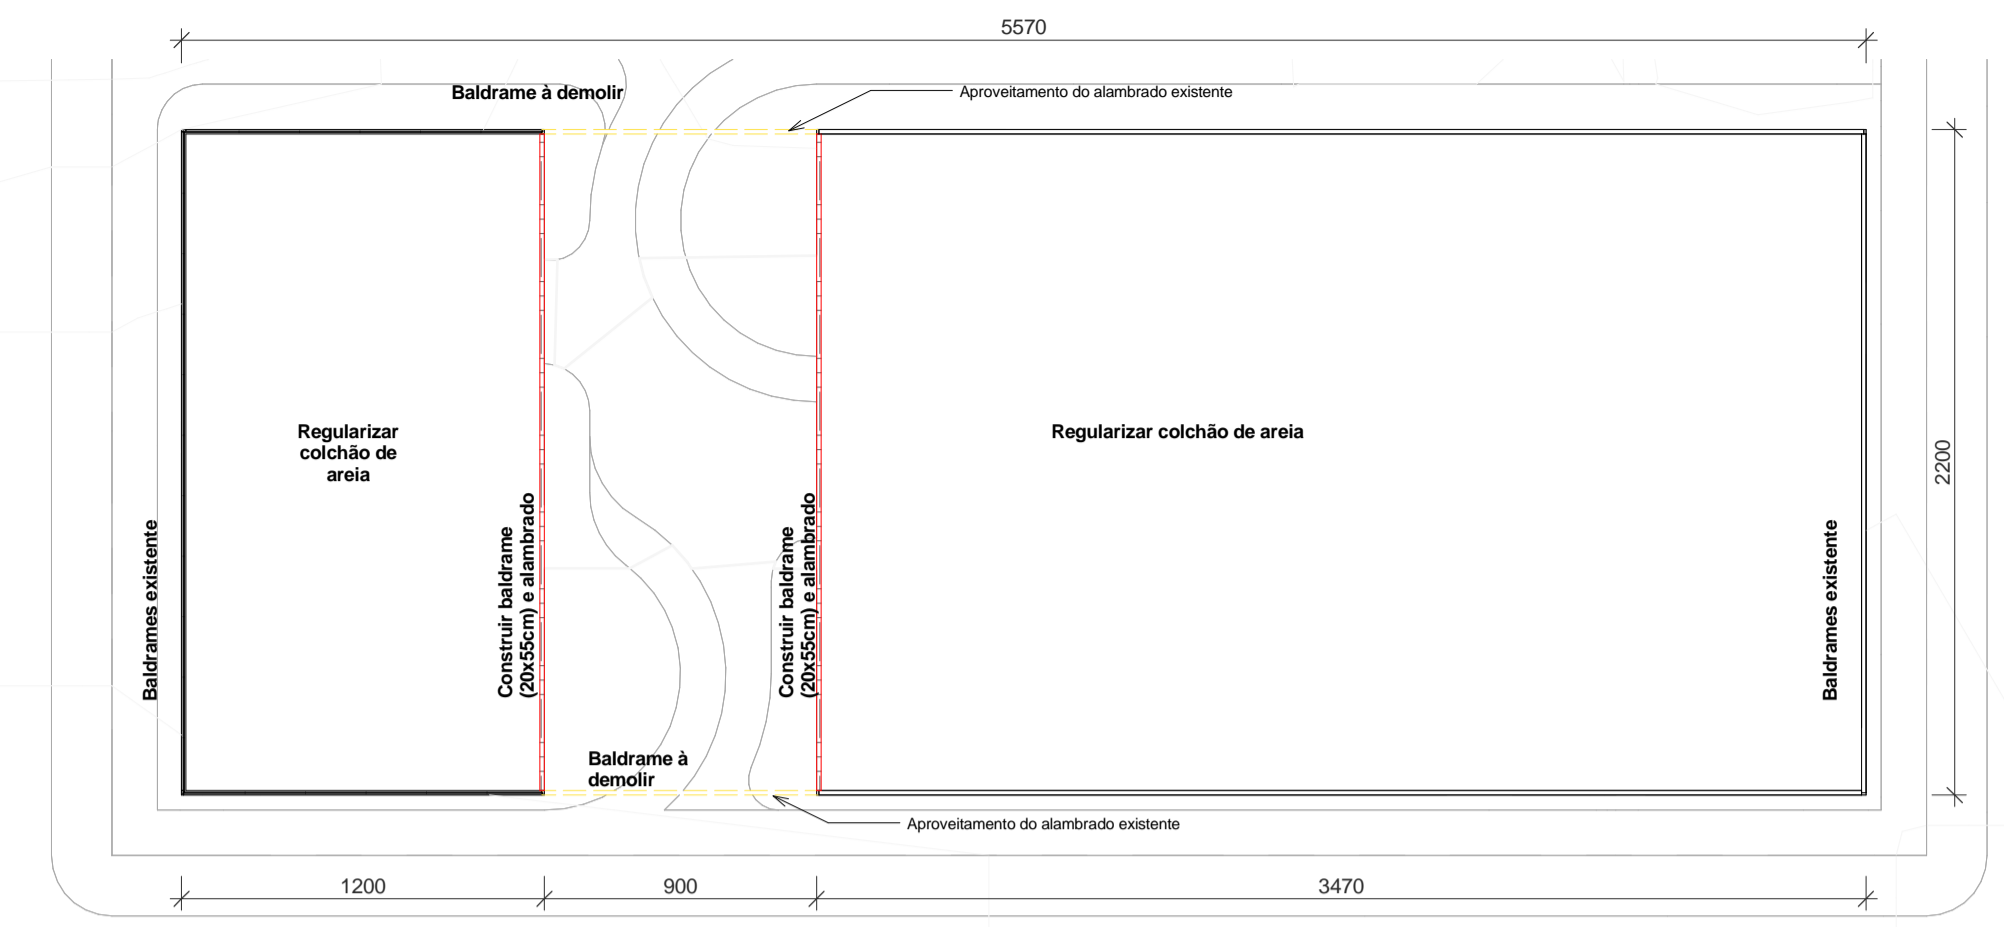 5570
Baldrame à demolir
Aproveitamento do alambrado existente
Regularizar
colchão de
areia
Regularizar colchão de areia
2200
Baldrames existente
Construir baldrame
(20x55cm) e alambrado
Construir baldrame
(20x55cm) e alambrado
Baldrames existente
Baldrame à
demolir
Aproveitamento do alambrado existente
1200
900
3470